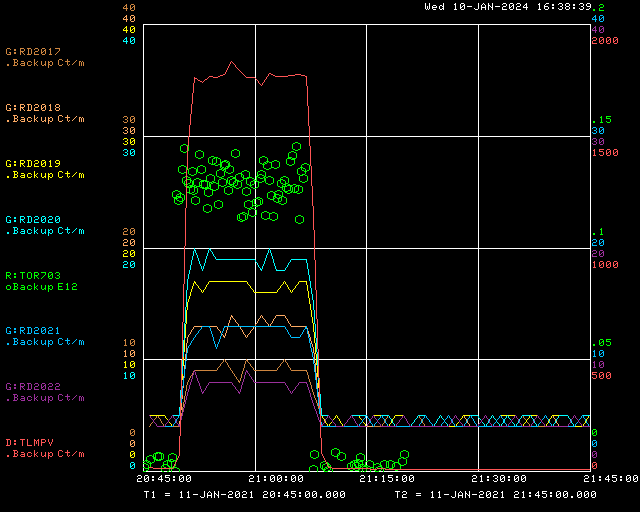 Wed 10-JAN-2024 16:38:39
40 .2
40 40
40 40
2000
G:RD2017
.Backup Ct/m
G:RD2018
.Backup Ct/m
30 .15
30 30
30 30
30 1500
G:RD2019
.Backup Ct/m
G:RD2020
.Backup Ct/m
20 .1
20 20
20 20
20 1000
R:TOR703
oBackup E12
G:RD2021
.Backup Ct/m
10 .05
10 10
10 10
10 500
G:RD2022
.Backup Ct/m
D:TLMPV
.Backup Ct/m
0 0
0 0
0 0
0 0
20:45:00 21:00:00 21:15:00 21:30:00 21:45:00
T1 = 11-JAN-2021 20:45:00.000 T2 = 11-JAN-2021 21:45:00.000